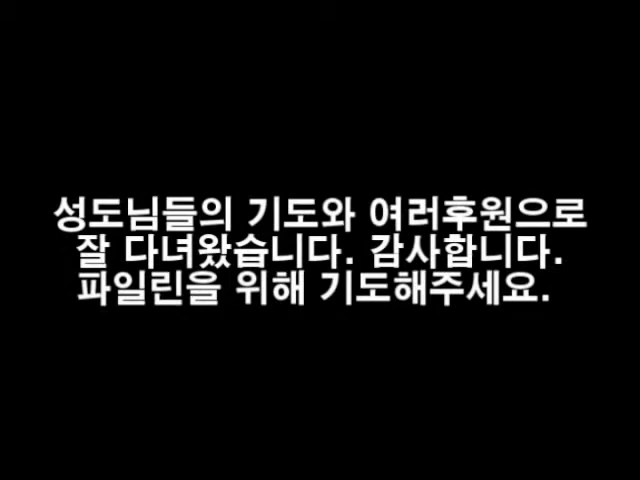 성도님들의 기도와 여러후원으로
잘 다녀왔습니다. 감사합니다.
파일린을 위해 기도해주세요.